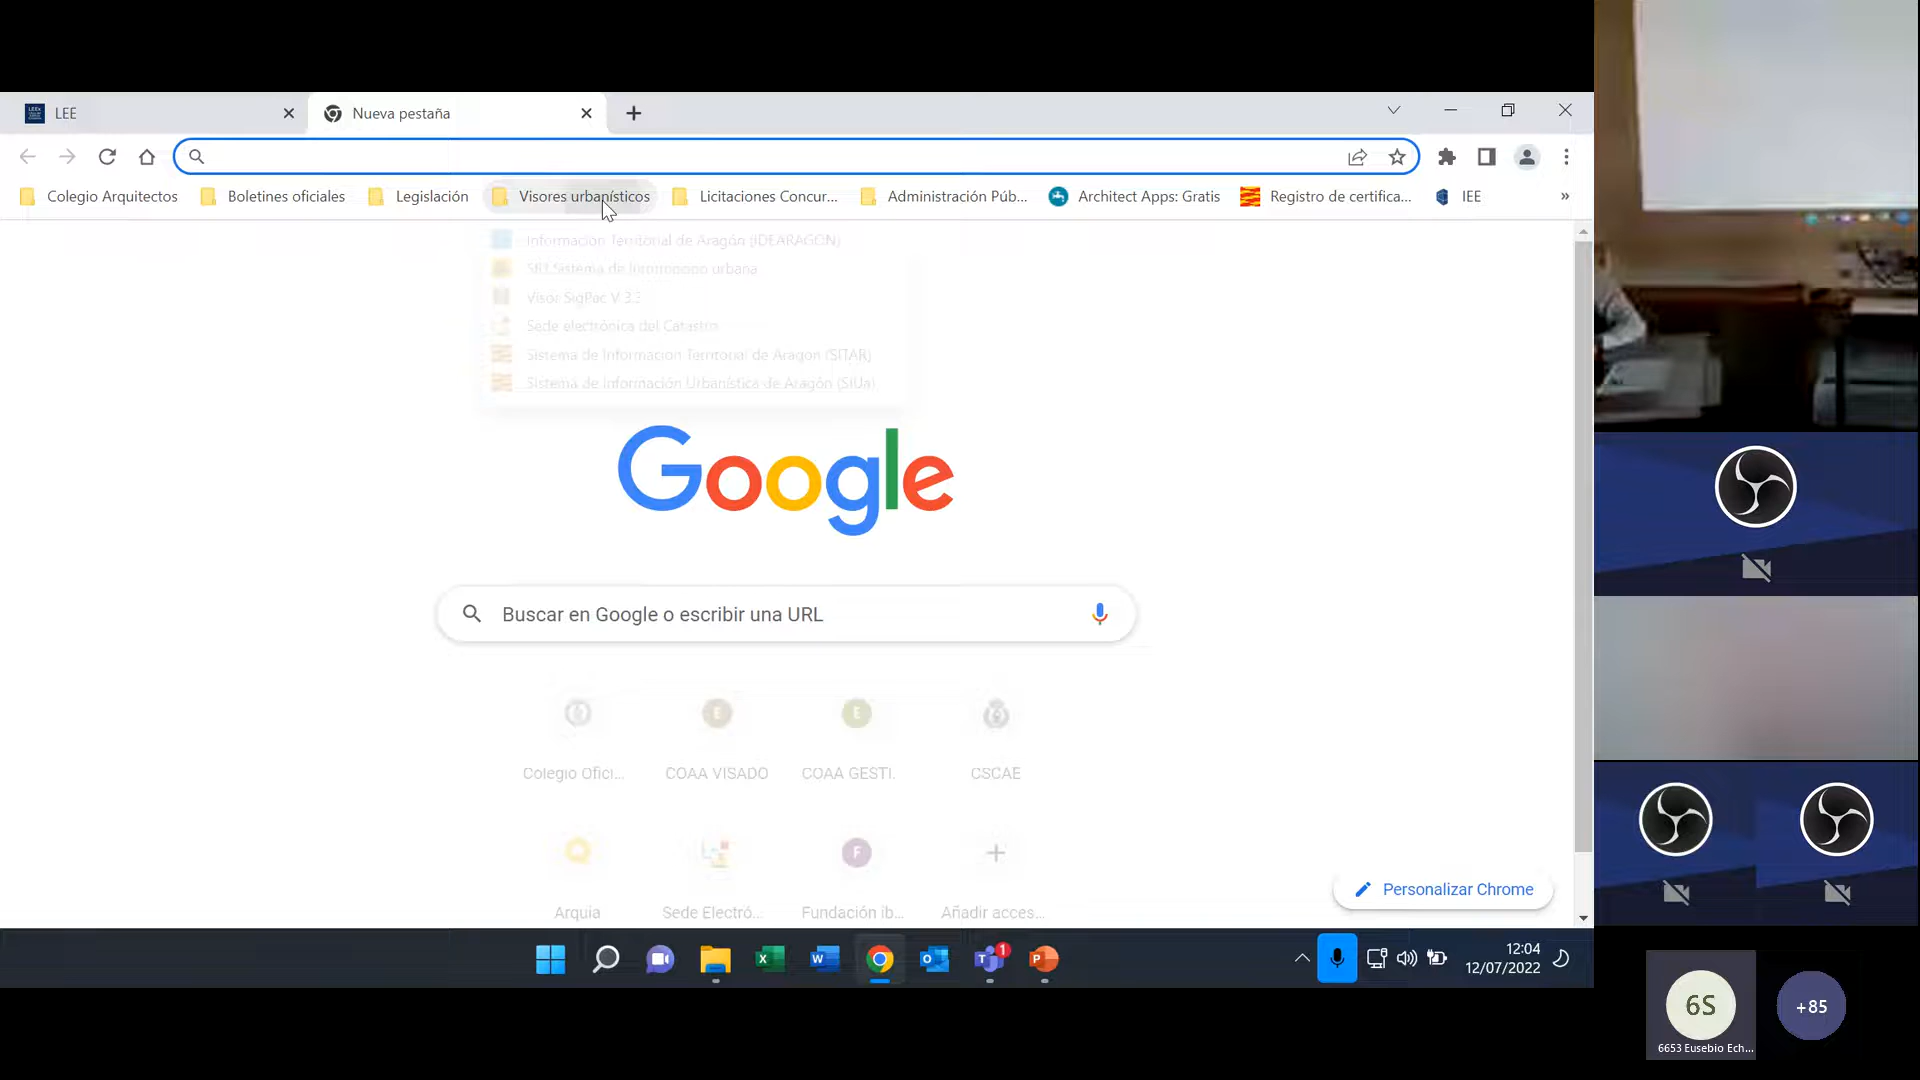 LEE
Nueva pestaña
Colegio Arquitectos
Boletines oficiales
Legislación
Visores urbanísticos
Licitaciones Concur...
Administración Púb...
Architect Apps: Gratis
Registro de certifica...
IEE
»
Información Territorial de Aragón (IDEARAGON)
Sistema de
urbana
Visor SigPac V 3.3
Sede electrónica del Catastro
Sistema de Información Territorial de Aragón (SITAR)
Sistema de Información Urbanística de Aragón (SIUa)
Google
Buscar en Google o escribir una URL
Colegio Ofici...
E
COAA VISADO
E
COAA GESTI.
CSCAE
Arquia
Sede Electró...
F
Fundación ib...
Añadir acces...
Personalizar Chrome
1
12:04
12/07/2022
6S
6653 Eusebio Ech...
+85